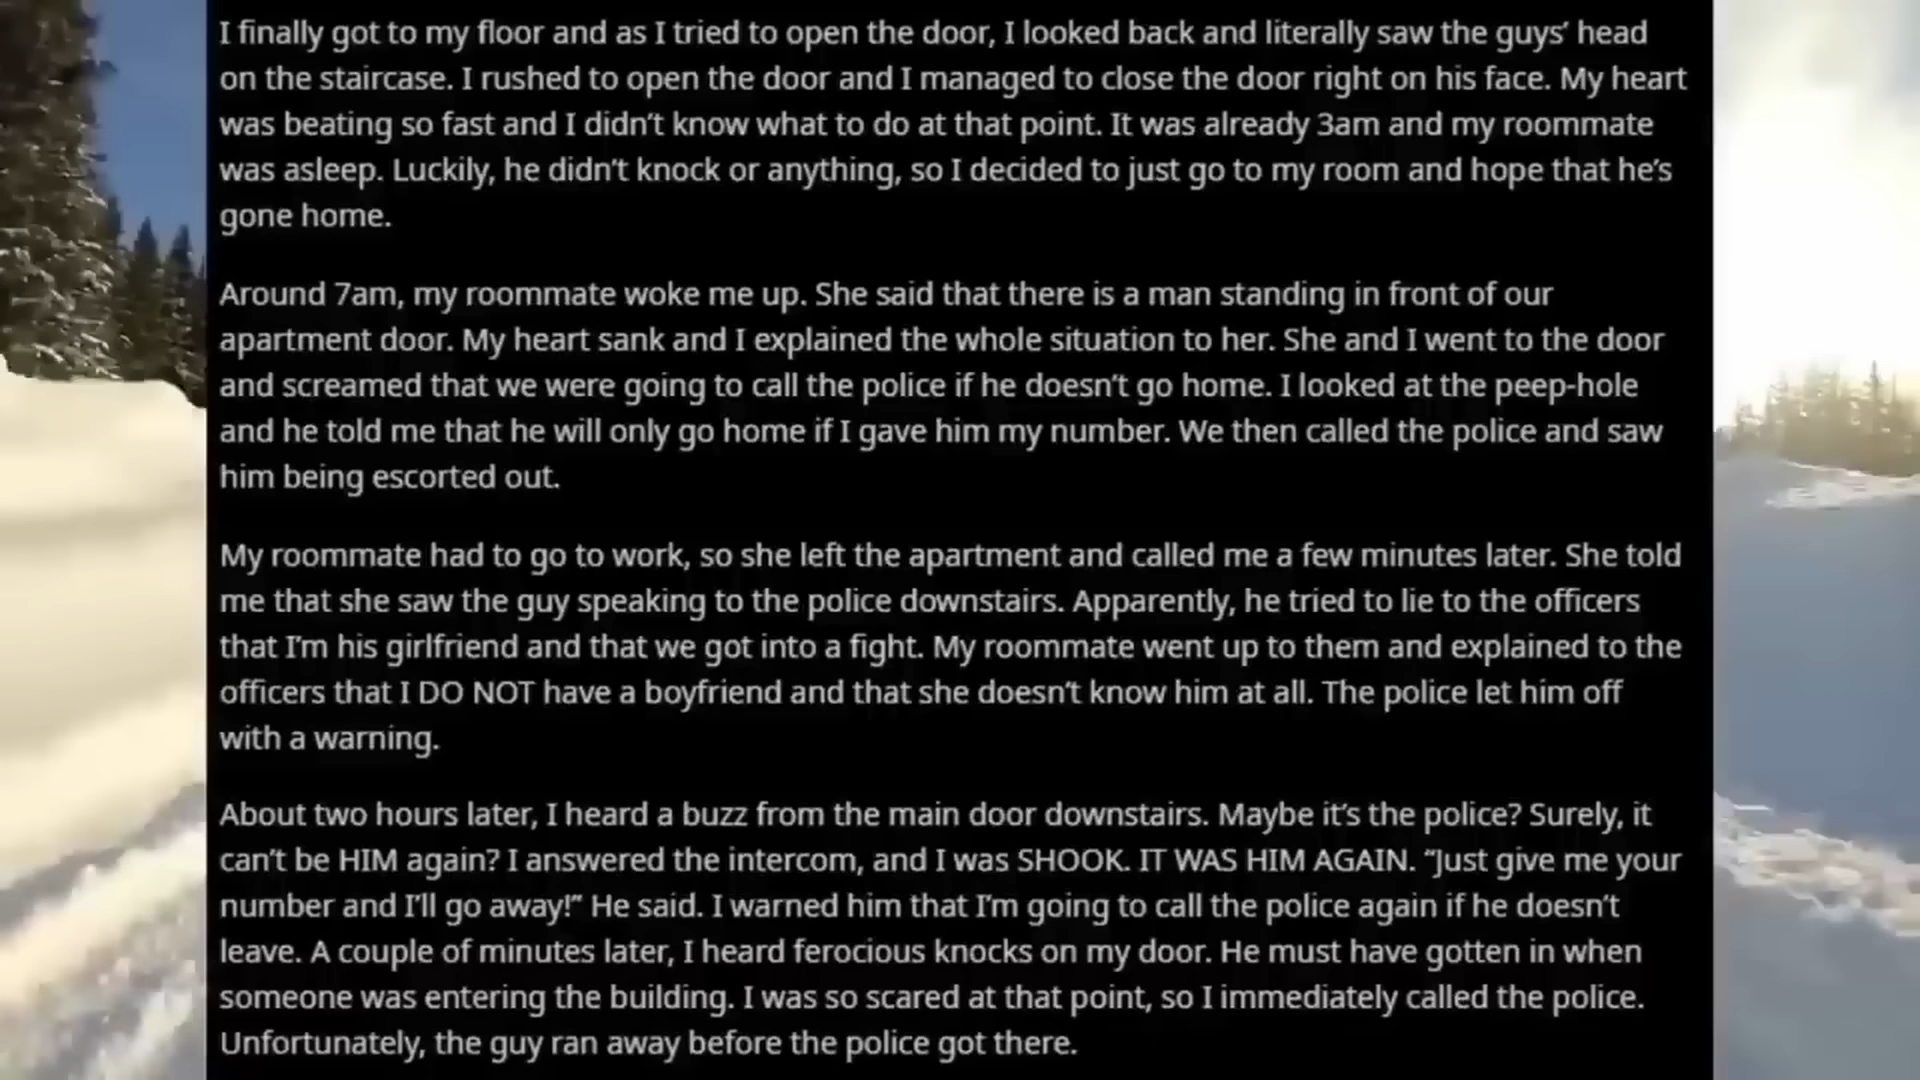 I finally got to my floor and as I tried to open the door, I looked back and literally saw the guys’ head
on the staircase. I rushed to open the door and I managed to close the door right on his face. My heart
was beating so fast and I didn’t know what to do at that point. It was already 3am and my roommate
was asleep. Luckily, he didn’t knock or anything, so I decided to just go to my room and hope that he’s
gone home.
Around 7am, my roommate woke me up. She said that there is a man standing in front of our
apartment door. My heart sank and I explained the whole situation to her. She and I went to the door
and screamed that we were going to call the police if he doesn’t go home. I looked at the peep-hole
and he told me that he will only go home if I gave him my number. We then called the police and saw
him being escorted out.
My roommate had to go to work, so she left the apartment and called me a few minutes later. She told
me that she saw the guy speaking to the police downstairs. Apparently, he tried to lie to the officers
that I’m his girlfriend and that we got into a fight. My roommate went up to them and explained to the
officers that I DO NOT have a boyfriend and that she doesn’t know him at all. The police let him off
with a warning.
About two hours later, I heard a buzz from the main door downstairs. Maybe it’s the police? Surely, it
can’t be HIM again? I answered the intercom, and I was SHOOK. IT WAS HIM AGAIN. “Just give me your
number and I’ll go away!” He said. I warned him that I’m going to call the police again if he doesn’t
leave. A couple of minutes later, I heard ferocious knocks on my door. He must have gotten in when
someone was entering the building. I was so scared at that point, so I immediately called the police.
Unfortunately, the guy ran away before the police got there.